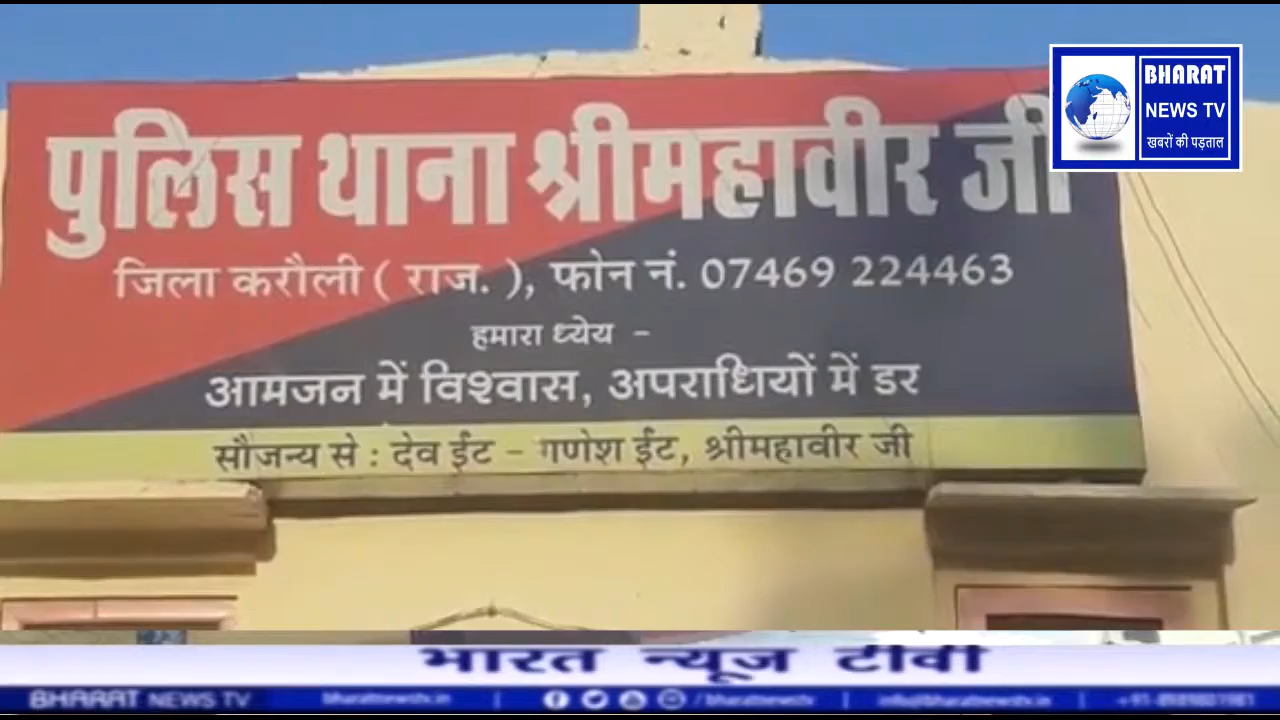 BHARAT
NEWS TV
खबरों की पड़ताल
पुलिस थाना श्रीमहावीर जी
जिला करौली ( राज. ), फोन नं. 07469 224463
हमारा ध्येय -
आमजन में विश्वास, अपराधियों में डर
सौजन्य से : देव ईंट - गणेश ईंट, श्रीमहावीर जी
भारत न्यूज टीवी
BHARAT NEWS TV